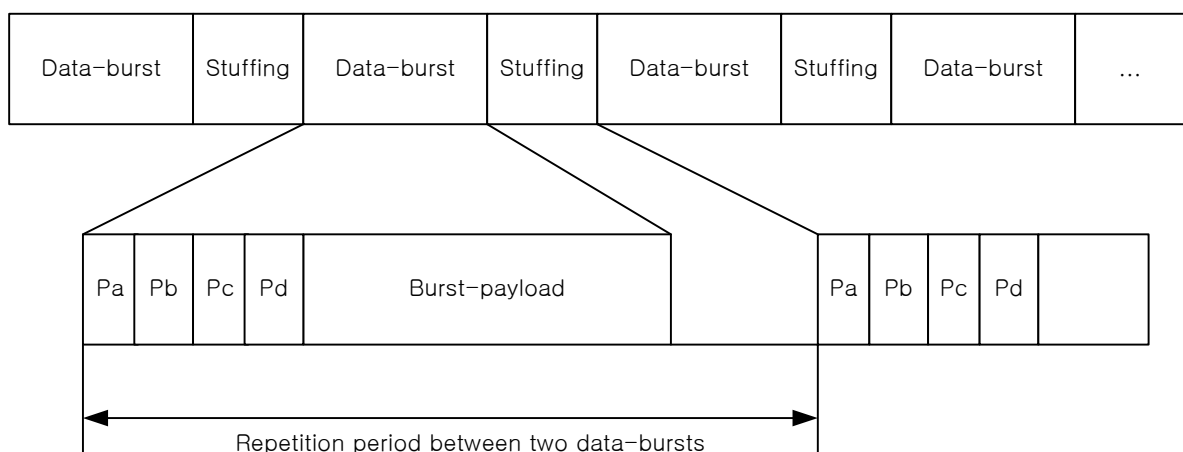 Data-burst Stuffing Data-burst Stuffing Data-burst Stuffing Data-burst ...
Pa Pb Pc Pd Burst-payload Pa Pb Pc Pd
Repetition period between two data-bursts